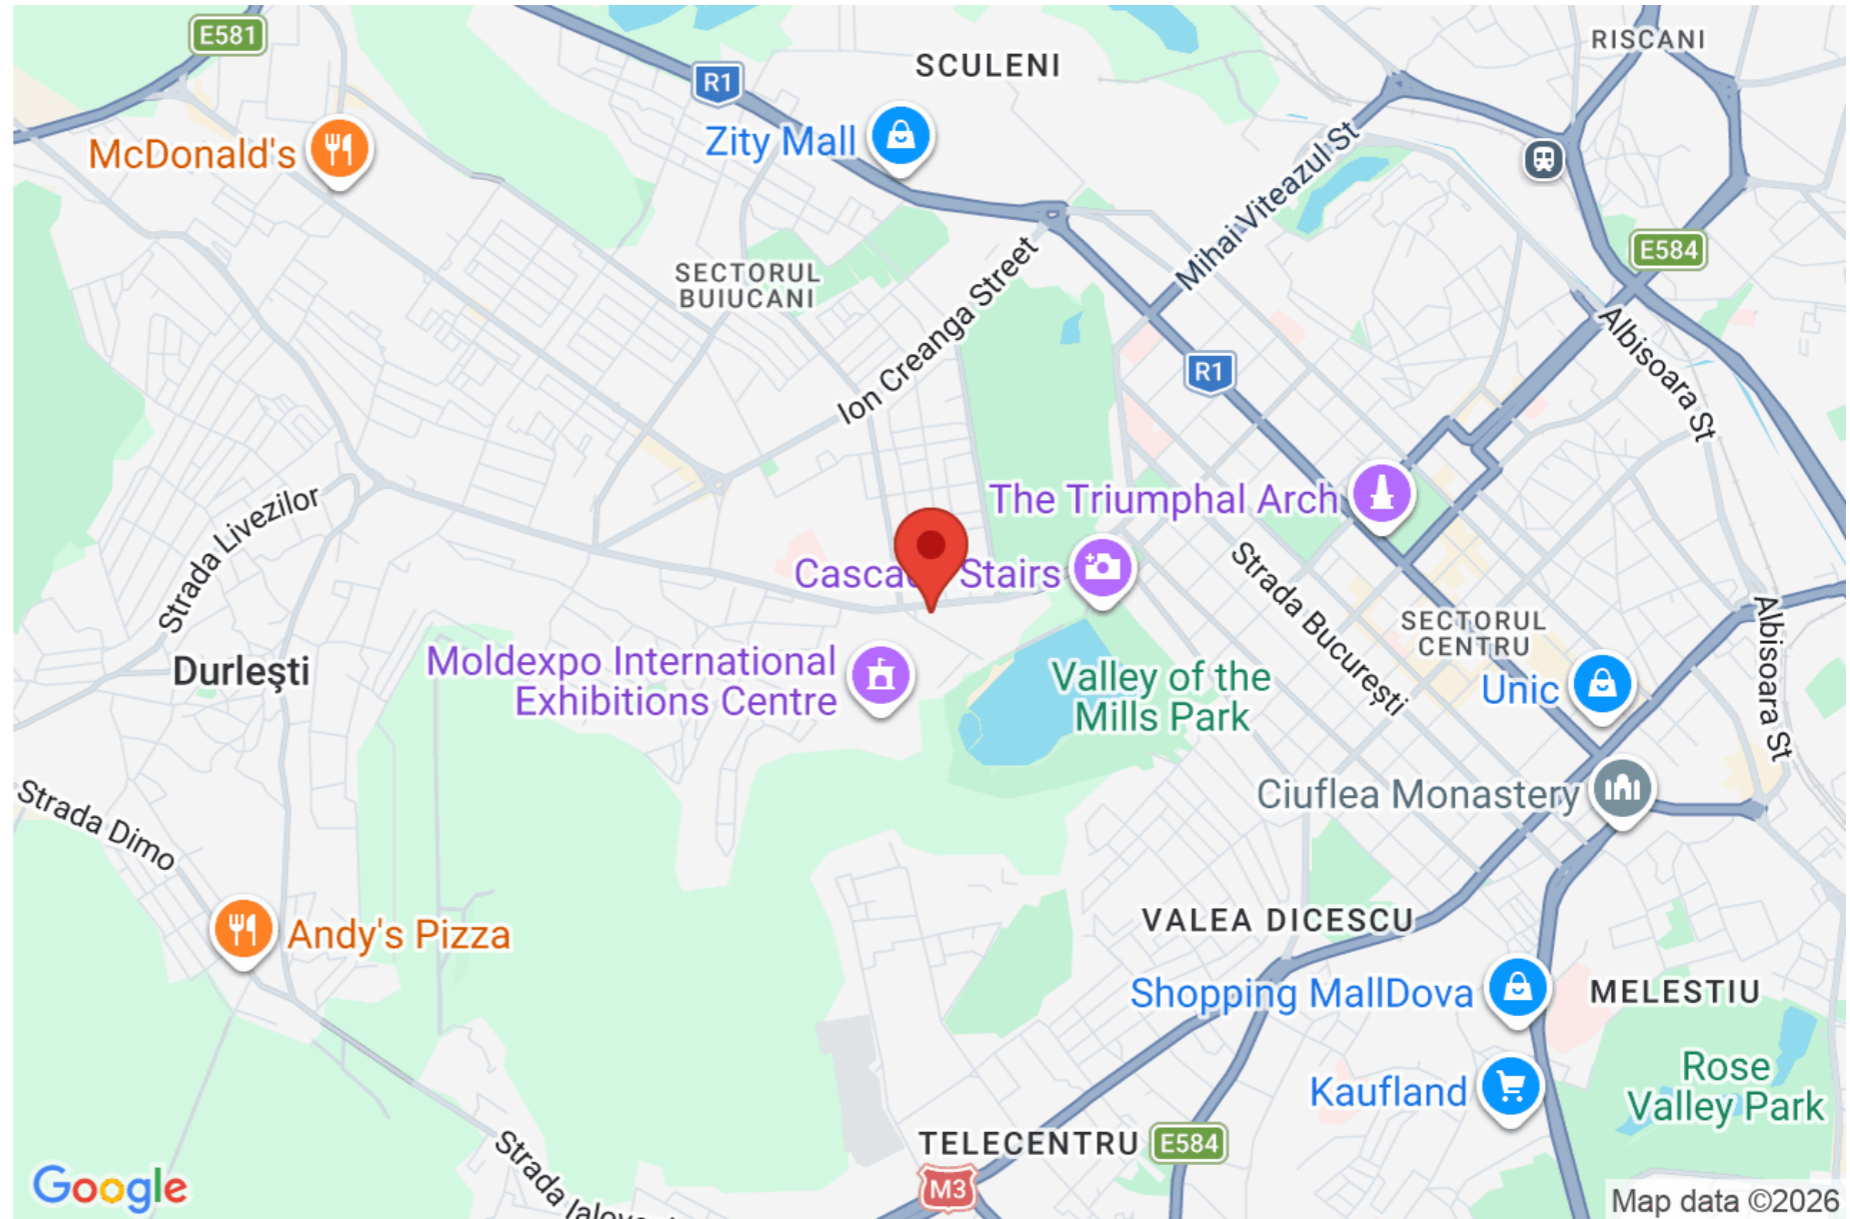 E581
R1
SCULENI
RISCANI
McDonald's
Zity Mall
Mihai Viteazul St
E584
SECTORUL
BUIUCANI
Ion Creanga Street
Albisoara St
R1
Strada Livezilor
The Triumphal Arch
Stairs
Strada București
SECTORUL
CENTRU
Albisoara St
Durlești
Moldexpo International
Exhibitions Centre
Valley of the
Mills Park
Unic
Strada Dimo
Ciuflea Monastery
Andy's Pizza
VALEA DICESCU
Shopping MallDova
MELESTIU
Rose
Valley Park
Kaufland
TELECENTRU
E584
M3
Strada
Google
Map data ©2026